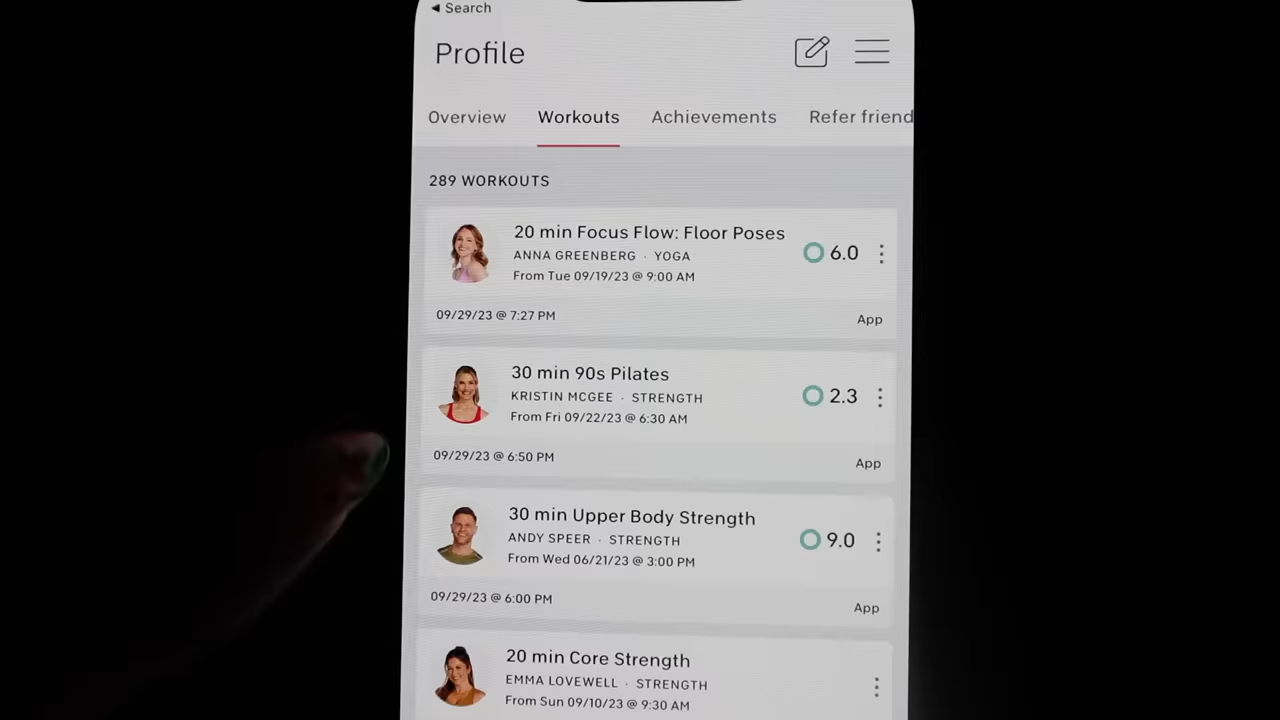 ◄ Search
Profile
Overview Workouts Achievements Refer friend
289 WORKOUTS
20 min Focus Flow: Floor Poses
ANNA GREENBERG · YOGA
6.0
From Tue 09/19/23 @ 9:00 AM
09/29/23 @ 7:27 PM
App
30 min 90s Pilates
KRISTIN MCGEE · STRENGTH
2.3
From Fri 09/22/23 @ 6:30 AM
09/29/23 @ 6:50 PM
App
30 min Upper Body Strength
ANDY SPEER · STRENGTH
9.0
From Wed 06/21/23 @ 3:00 PM
09/29/23 @ 6:00 PM
App
20 min Core Strength
EMMA LOVEWELL · STRENGTH
From Sun 09/10/23 @ 9:30 AM